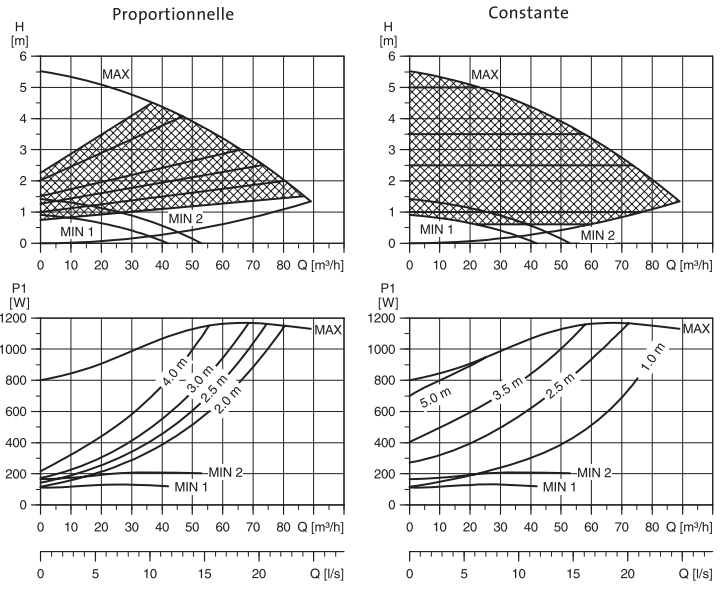 Proportionnelle
H
[m]
6
5
4
3
2
1
0
MAX
MIN 1
MIN 2
0 10 20 30 40 50 60 70 80 Q [m³/h]
P1
[W]
1200
1000
800
600
400
200
0
MAX
4.0 m
3.0 m
2.5 m
2.0 m
MIN 2
MIN 1
0 10 20 30 40 50 60 70 80 Q [m³/h]
0 5 10 15 20 Q [l/s]
Constante
H
[m]
6
5
4
3
2
1
0
MAX
MIN 1
MIN 2
0 10 20 30 40 50 60 70 80 Q [m³/h]
P1
[W]
1200
1000
800
600
400
200
0
MAX
5.0 m
3.5 m
2.5 m
1.0 m
MIN 2
MIN 1
0 10 20 30 40 50 60 70 80 Q [m³/h]
0 5 10 15 20 Q [l/s]